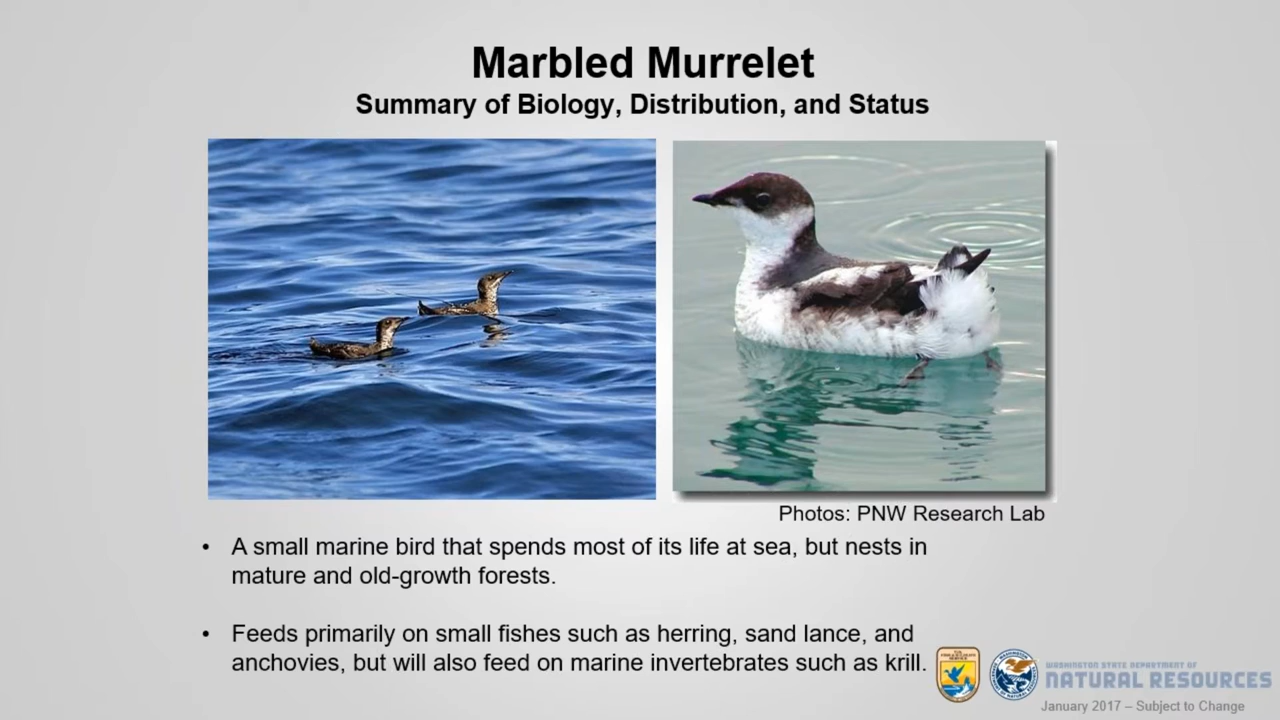 Marbled Murrelet
Summary of Biology, Distribution, and Status
Photos: PNW Research Lab
• A small marine bird that spends most of its life at sea, but nests in
mature and old-growth forests.
• Feeds primarily on small fishes such as herring, sand lance, and
anchovies, but will also feed on marine invertebrates such as krill.
WASHINGTON STATE DEPARTMENT OF
NATURAL RESOURCES
January 2017 – Subject to Change